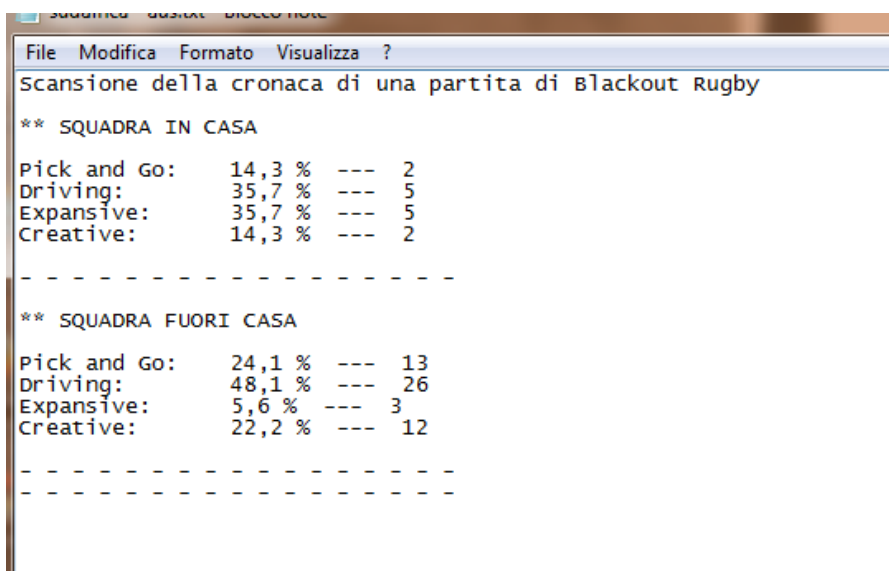 File Modifica Formato Visualizza ?
Scansione della cronaca di una partita di Blackout Rugby
** SQUADRA IN CASA
Pick and Go: 14,3 % --- 2
Driving: 35,7 % --- 5
Expansive: 35,7 % --- 5
Creative: 14,3 % --- 2
- - - - - - - - - - - - - - - - -
** SQUADRA FUORI CASA
Pick and Go: 24,1 % --- 13
Driving: 48,1 % --- 26
Expansive: 5,6 % --- 3
Creative: 22,2 % --- 12
- - - - - - - - - - - - - - - - -
- - - - - - - - - - - - - - - - -